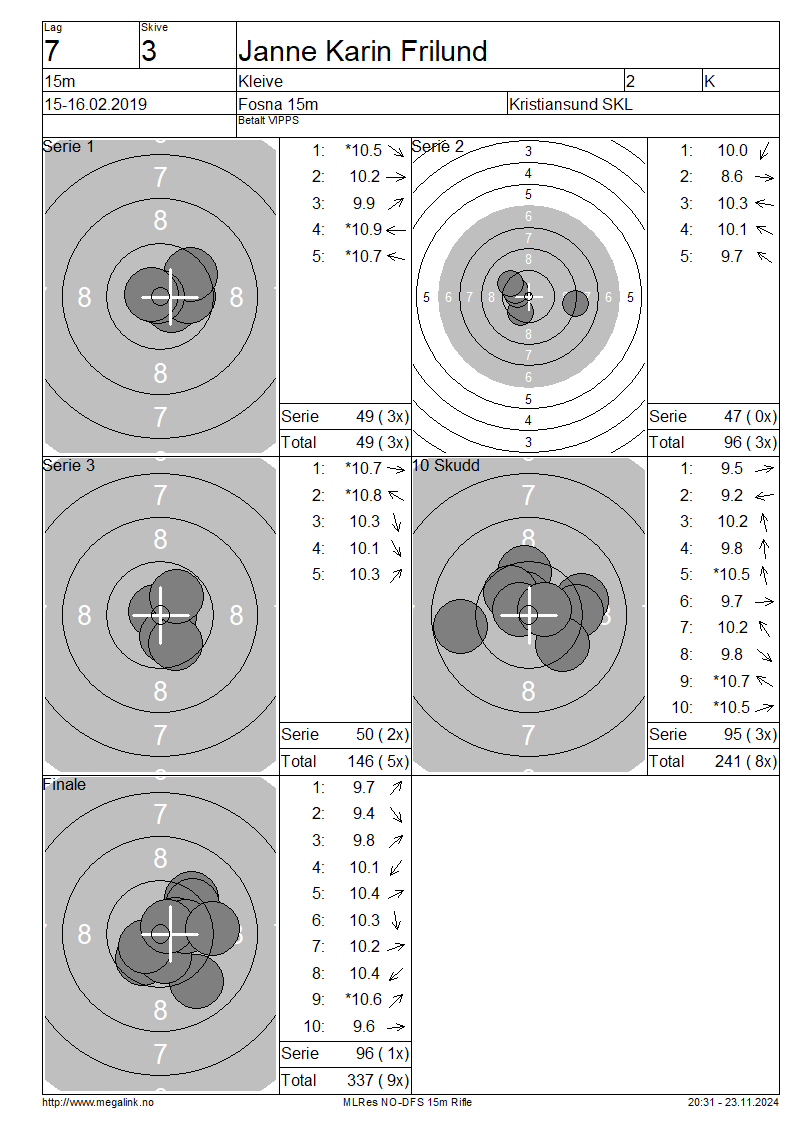 Lag
Skive
7
3
Janne Karin Frilund
15m
Kleive
2
K
15-16.02.2019
Fosna 15m
Kristiansund SKL
Betalt VIPPS
Serie 1
7
8
8
8
8
7
1: *10.5
2: 10.2
3: 9.9
4: *10.9
5: *10.7
Serie 49 ( 3x)
Total 49 ( 3x)
Serie 2
3
4
5
6
7
8
5 6 7 8 7 6 5
8
7
6
5
4
3
1: 10.0
2: 8.6
3: 10.3
4: 10.1
5: 9.7
Serie 47 ( 0x)
Total 96 ( 3x)
Serie 3
7
8
8
8
8
7
1: *10.7
2: *10.8
3: 10.3
4: 10.1
5: 10.3
Serie 50 ( 2x)
Total 146 ( 5x)
10 Skudd
7
8
8
8
7
1: 9.5
2: 9.2
3: 10.2
4: 9.8
5: *10.5
6: 9.7
7: 10.2
8: 9.8
9: *10.7
10: *10.5
Serie 95 ( 3x)
Total 241 ( 8x)
Finale
7
8
8
8
7
1: 9.7
2: 9.4
3: 9.8
4: 10.1
5: 10.4
6: 10.3
7: 10.2
8: 10.4
9: *10.6
10: 9.6
Serie 96 ( 1x)
Total 337 ( 9x)
http://www.megalink.no
MLRes NO-DFS 15m Rifle
20:31 - 23.11.2024